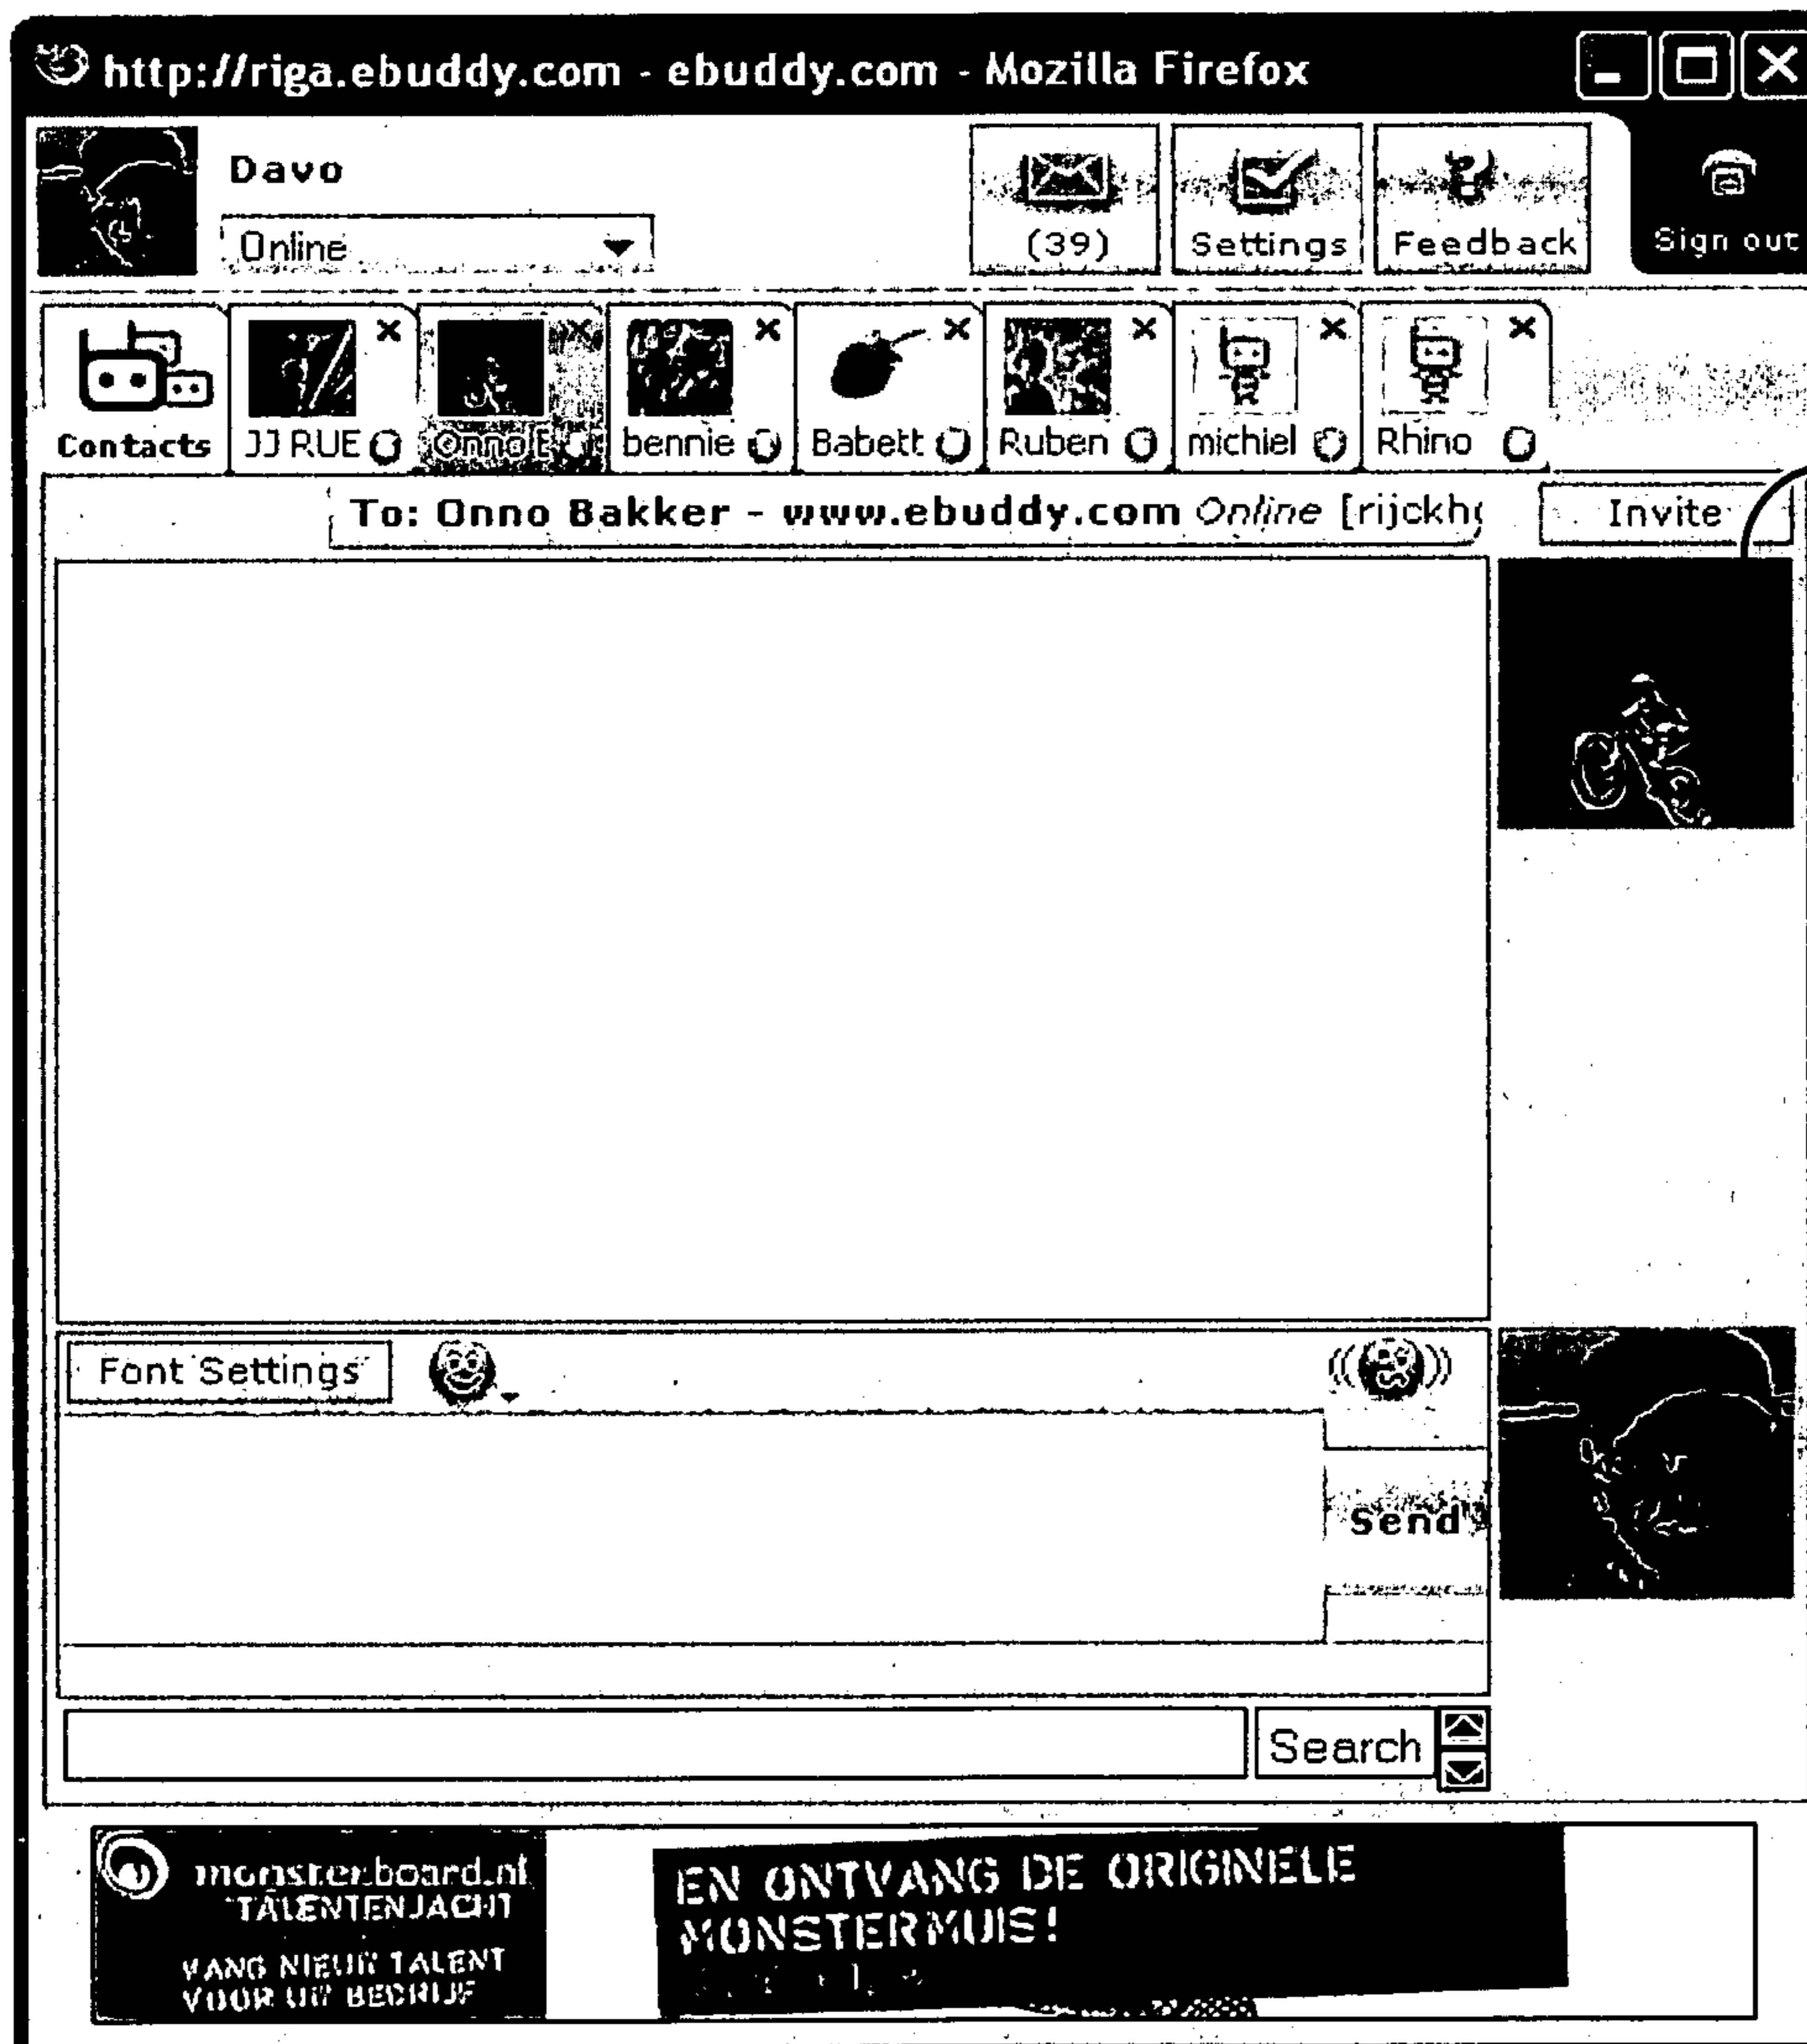 http://riga.ebuddy.com - ebuddy.com - Mozilla Firefox
Davo
Online
(39)
Settings
Feedback
Sign out
Contacts
JJ RUE
Onno B
bennie
Babett
Ruben
michiel
Rhino
To: Onno Bakker - www.ebuddy.com Online [rijckh
Invite
Font Settings
Send
Search
monsterboard.nl
TALENTENJACHT
VANG NIEUW TALENT
VOOR UW BEDRIJF
EN ONTVANG DE ORIGINELE
MONSTERMUIS!